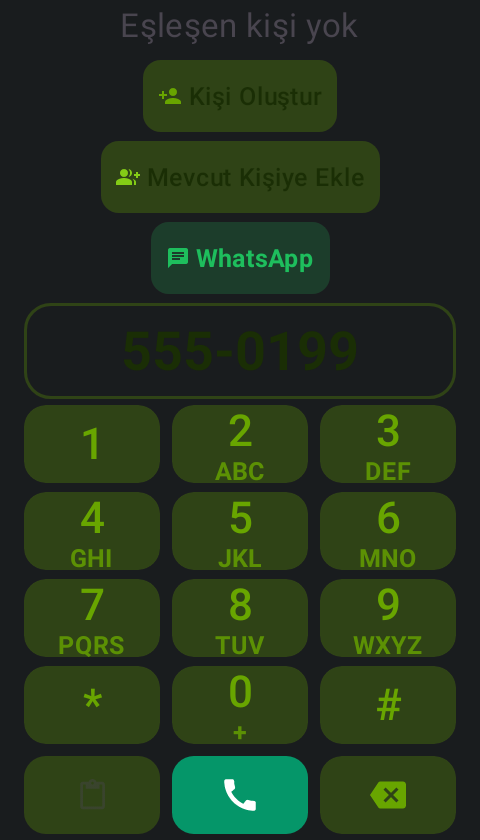 Eşleşen kişi yok
Kişi Oluştur
Mevcut Kişiye Ekle
WhatsApp
555-0199
1 2 3
ABC DEF
4 5 6
GHI JKL MNO
7 8 9
PQRS TUV WXYZ
* 0 #
+